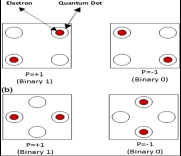 Electron Quantum Dot
P=+1 P=-1
(Binary 1) (Binary 0)
(b)
P=+1 P=-1
(Binary 1) (Binary 0)